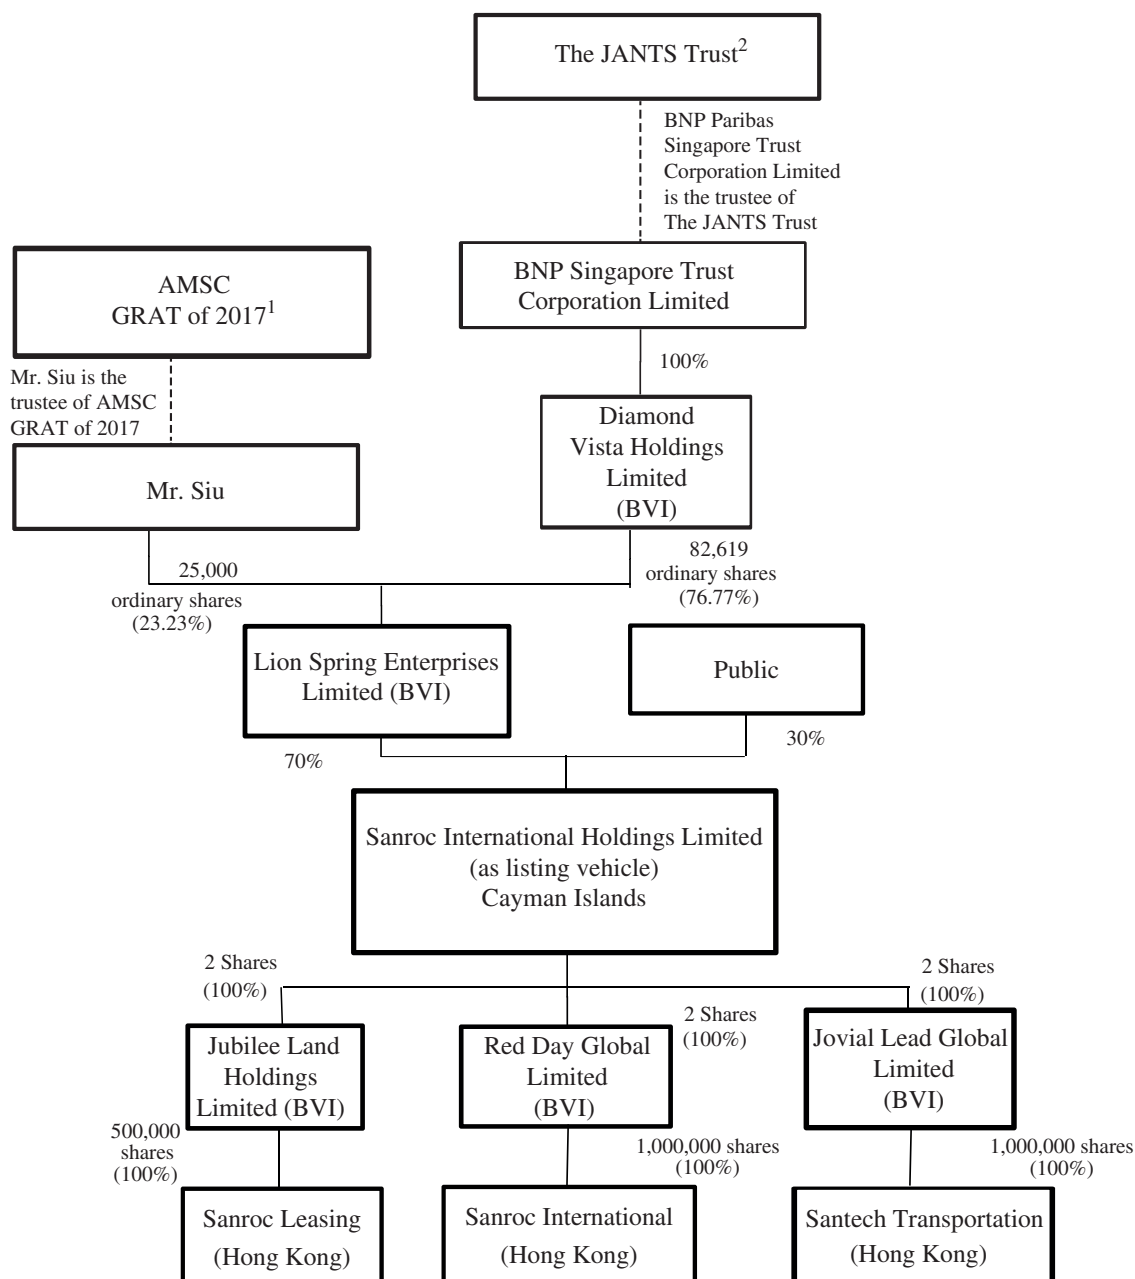 The JANTS Trust2
BNP Paribas
Singapore Trust
Corporation Limited
is the trustee of
The JANTS Trust
AMSC
GRAT of 20171
BNP Singapore Trust
Corporation Limited
Mr. Siu is the
trustee of AMSC
GRAT of 2017
100%
Mr. Siu
Diamond
Vista Holdings
Limited
(BVI)
25,000
ordinary shares
(23.23%)
82,619
ordinary shares
(76.77%)
Lion Spring Enterprises
Limited (BVI)
Public
70%
30%
Sanroc International Holdings Limited
(as listing vehicle)
Cayman Islands
2 Shares
(100%)
2 Shares
(100%)
2 Shares
(100%)
Jubilee Land
Holdings
Limited (BVI)
Red Day Global
Limited
(BVI)
Jovial Lead Global
Limited
(BVI)
500,000
shares
(100%)
1,000,000 shares
(100%)
1,000,000 shares
(100%)
Sanroc Leasing
(Hong Kong)
Sanroc International
(Hong Kong)
Santech Transportation
(Hong Kong)